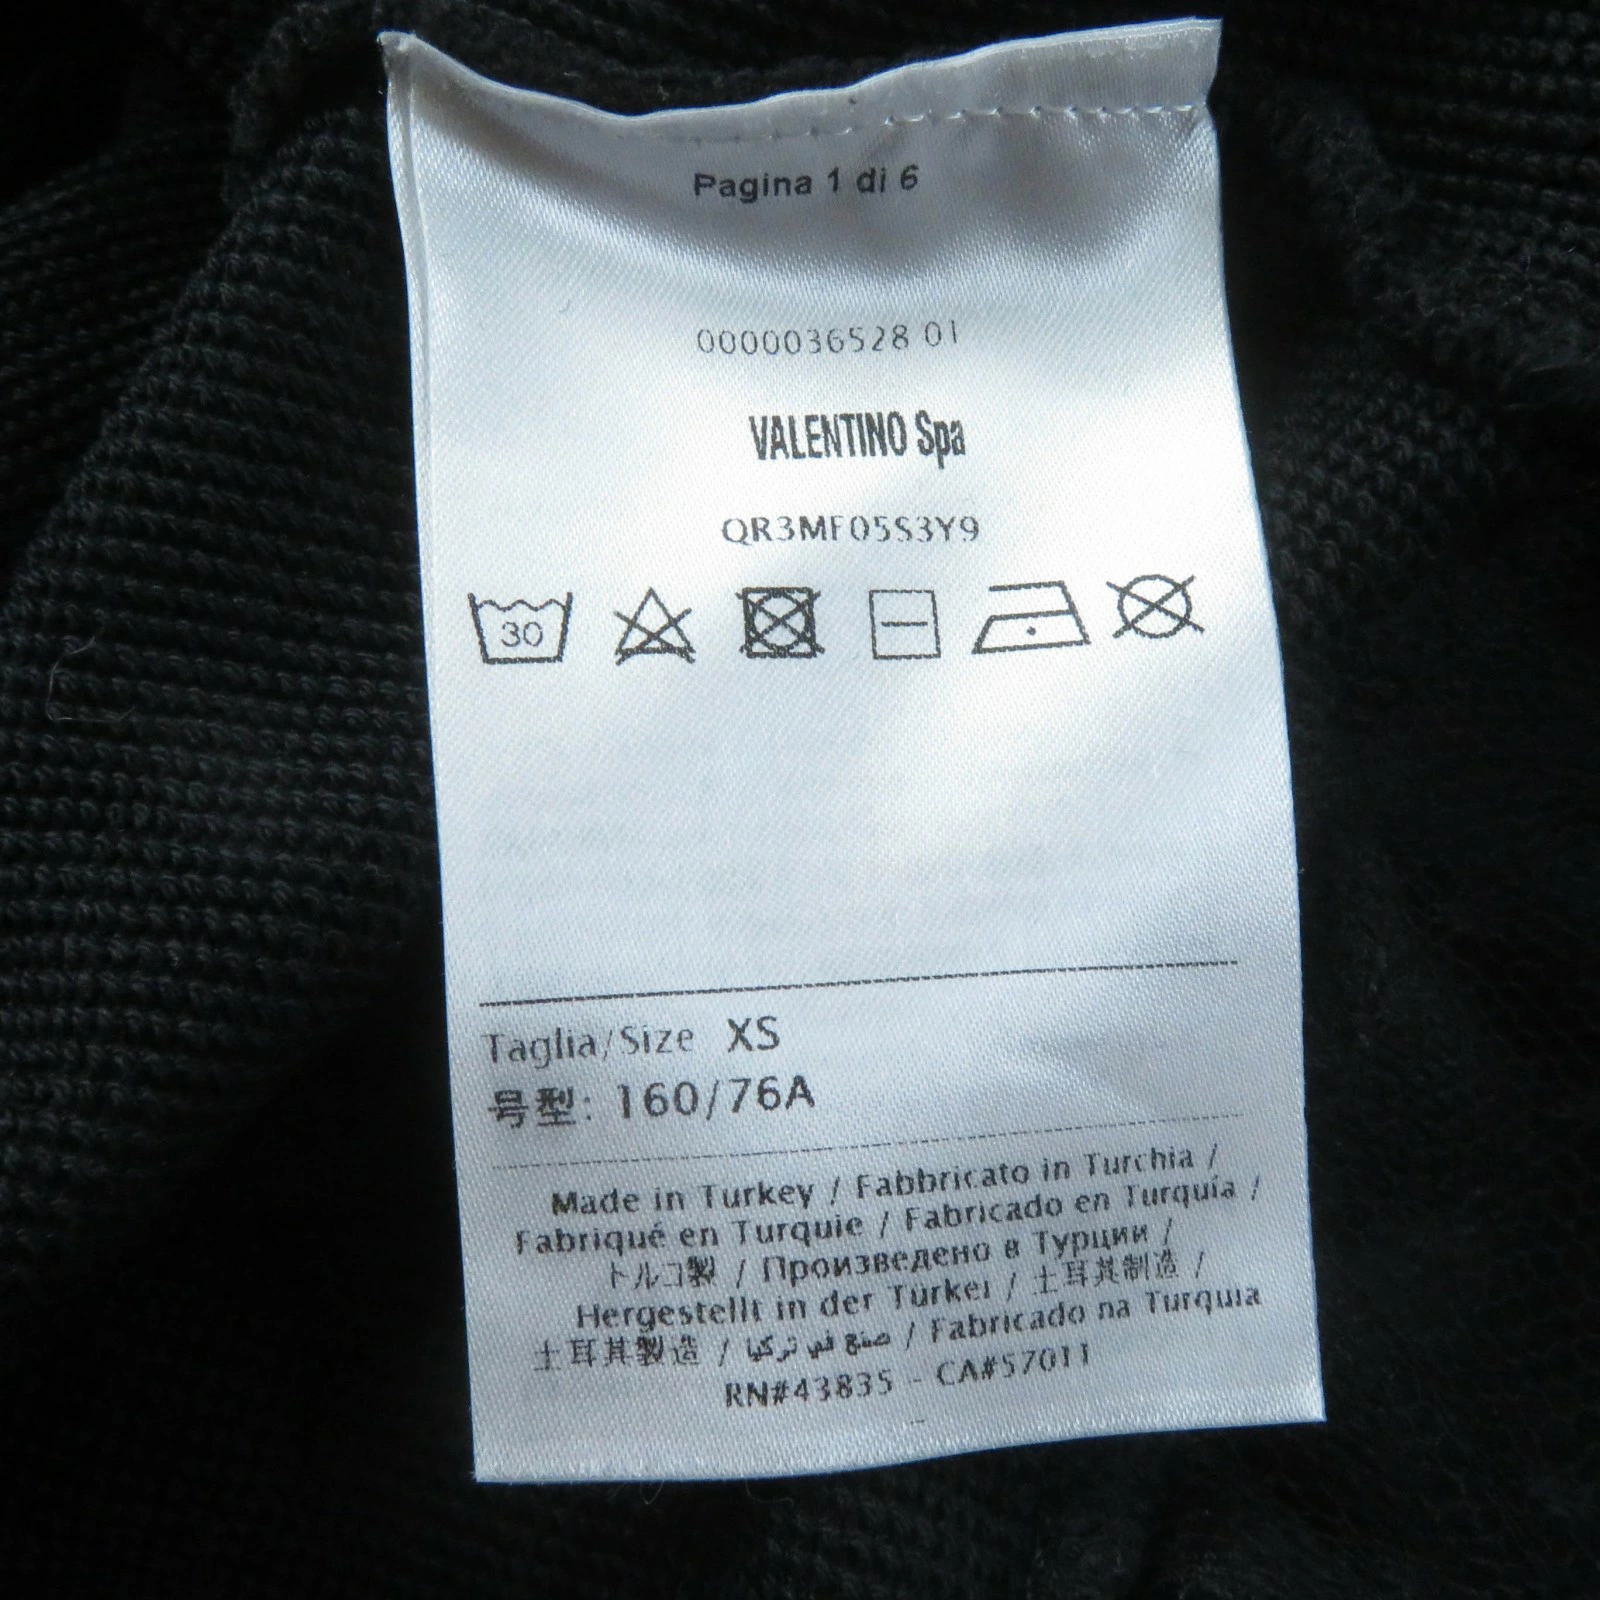 Pagina 1 di 6
0000036528 01
VALENTINO Spa
QR3MF05S3Y9
30
Taglia/Size XS
号型: 160/76A
Made in Turkey / Fabbricato in Turchia /
Fabriqué en Turquie / Fabricado en Turquía /
トルコ製 / Произведено в Турции /
Hergestellt in der Türkei / 土耳其制造 /
土耳其製造 / صنع في تركيا / Fabricado na Turquia
RN#43835 - CA#57011